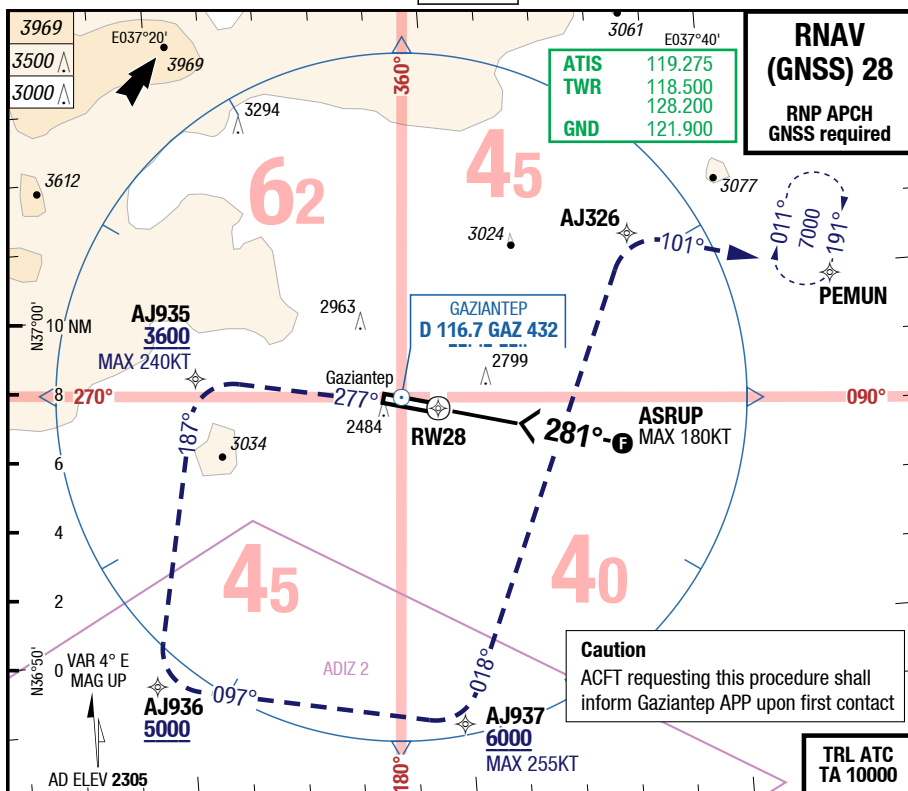 3969
3500
3000
E037°20'
3969
360°
3061
E037°40'
ATIS 119.275
TWR 118.500
128.200
GND 121.900
RNAV
(GNSS) 28
RNP APCH
GNSS required
3294
62
45
3612
3077
3024
AJ326
101°
011°
7000
191°
PEMUN
N37°00'
10 NM
AJ935
3600
MAX 240KT
2963
GAZIANTEP
D 116.7 GAZ 432
2799
Gaziantep
8
270°
277°
090°
2484
RW28
281°
F
ASRUP
MAX 180KT
187°
3034
6
4
2
0
45
40
N36°50'
VAR 4° E
MAG UP
ADIZ 2
018°
097°
AJ936
5000
AJ937
6000
MAX 255KT
180°
Caution
ACFT requesting this procedure shall
inform Gaziantep APP upon first contact
AD ELEV 2305
TRL ATC
TA 10000